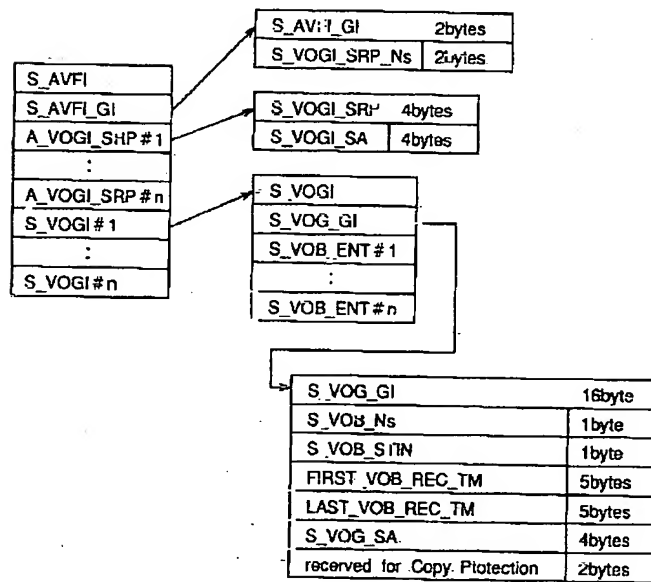 S_AVFI_GI 2bytes
S_VOGI_SRP_Ns 2bytes
S_AVFI
S_AVFI_GI
A_VOGI_SRP#1
:
A_VOGI_SRP#n
S_VOGI#1
:
S_VOGI#n
S_VOGI_SRP 4bytes
S_VOGI_SA 4bytes
S_VOGI
S_VOG_GI
S_VOB_ENT#1
:
S_VOB_ENT#n
S_VOG_GI 16byte
S_VOB_Ns 1byte
S_VOB_STIN 1byte
FIRST_VOB_REC_TM 5bytes
LAST_VOB_REC_TM 5bytes
S_VOG_SA 4bytes
recerved for Copy Ptotection 2bytes